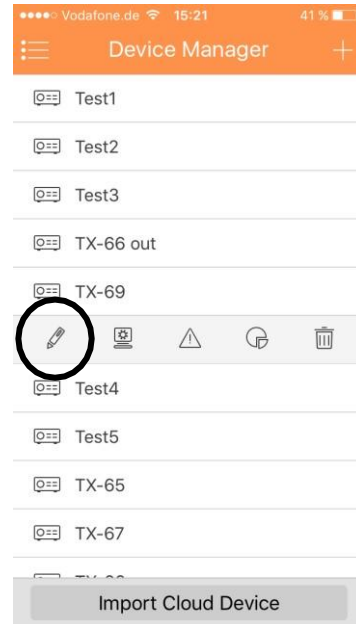 Vodafone.de 15:21 41 %
Device Manager
Test1
Test2
Test3
TX-66 out
TX-69
Test4
Test5
TX-65
TX-67
Import Cloud Device